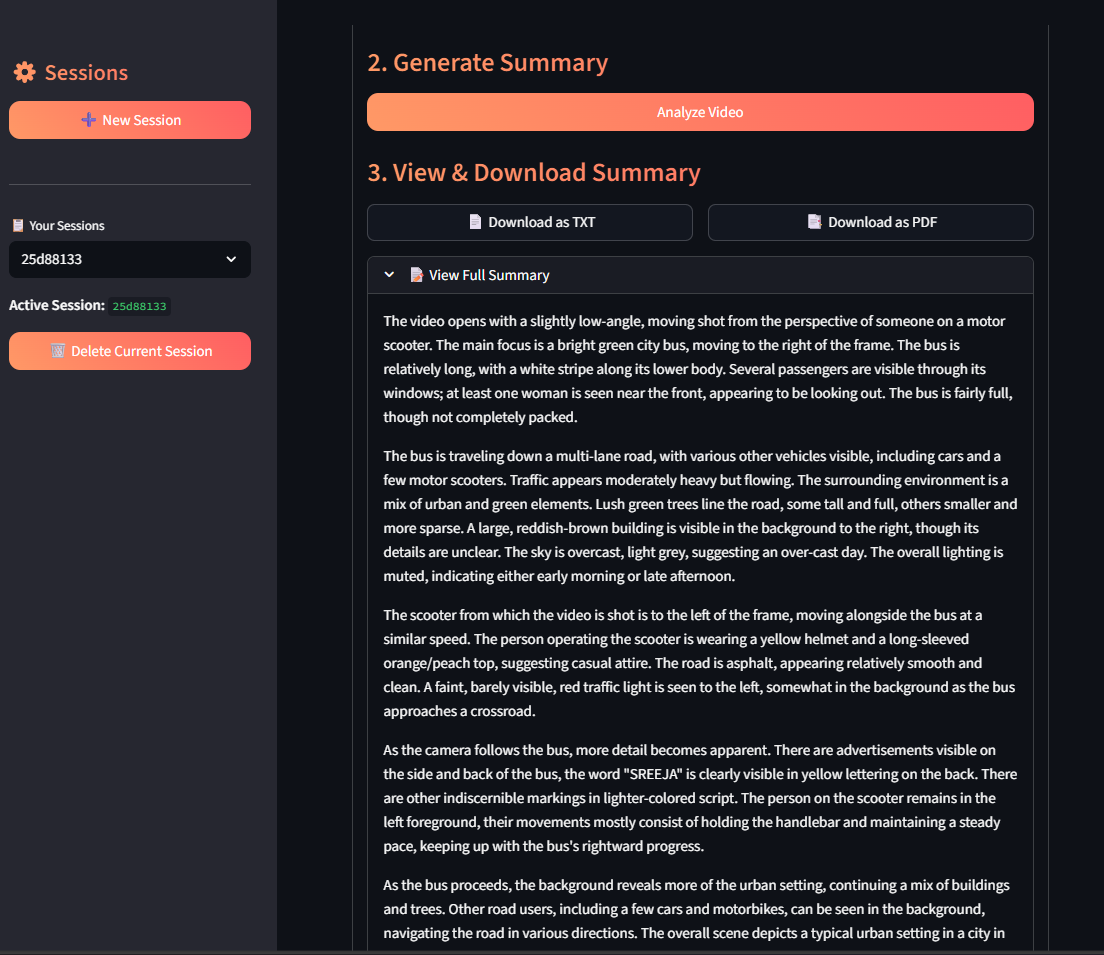 Sessions
New Session
Your Sessions
25d88133
Active Session: 25d88133
Delete Current Session
2. Generate Summary
Analyze Video
3. View & Download Summary
Download as TXT
Download as PDF
View Full Summary
The video opens with a slightly low-angle, moving shot from the perspective of someone on a motor
scooter. The main focus is a bright green city bus, moving to the right of the frame. The bus is
relatively long, with a white stripe along its lower body. Several passengers are visible through its
windows; at least one woman is seen near the front, appearing to be looking out. The bus is fairly full,
though not completely packed.
The bus is traveling down a multi-lane road, with various other vehicles visible, including cars and a
few motor scooters. Traffic appears moderately heavy but flowing. The surrounding environment is a
mix of urban and green elements. Lush green trees line the road, some tall and full, others smaller and
more sparse. A large, reddish-brown building is visible in the background to the right, though its
details are unclear. The sky is overcast, light grey, suggesting an over-cast day. The overall lighting is
muted, indicating either early morning or late afternoon.
The scooter from which the video is shot is to the left of the frame, moving alongside the bus at a
similar speed. The person operating the scooter is wearing a yellow helmet and a long-sleeved
orange/peach top, suggesting casual attire. The road is asphalt, appearing relatively smooth and
clean. A faint, barely visible, red traffic light is seen to the left, somewhat in the background as the bus
approaches a crossroad.
As the camera follows the bus, more detail becomes apparent. There are advertisements visible on
the side and back of the bus, the word "SREEJA" is clearly visible in yellow lettering on the back. There
are other indiscernible markings in lighter-colored script. The person on the scooter remains in the
left foreground, their movements mostly consist of holding the handlebar and maintaining a steady
pace, keeping up with the bus's rightward progress.
As the bus proceeds, the background reveals more of the urban setting, continuing a mix of buildings
and trees. Other road users, including a few cars and motorbikes, can be seen in the background,
navigating the road in various directions. The overall scene depicts a typical urban setting in a city in